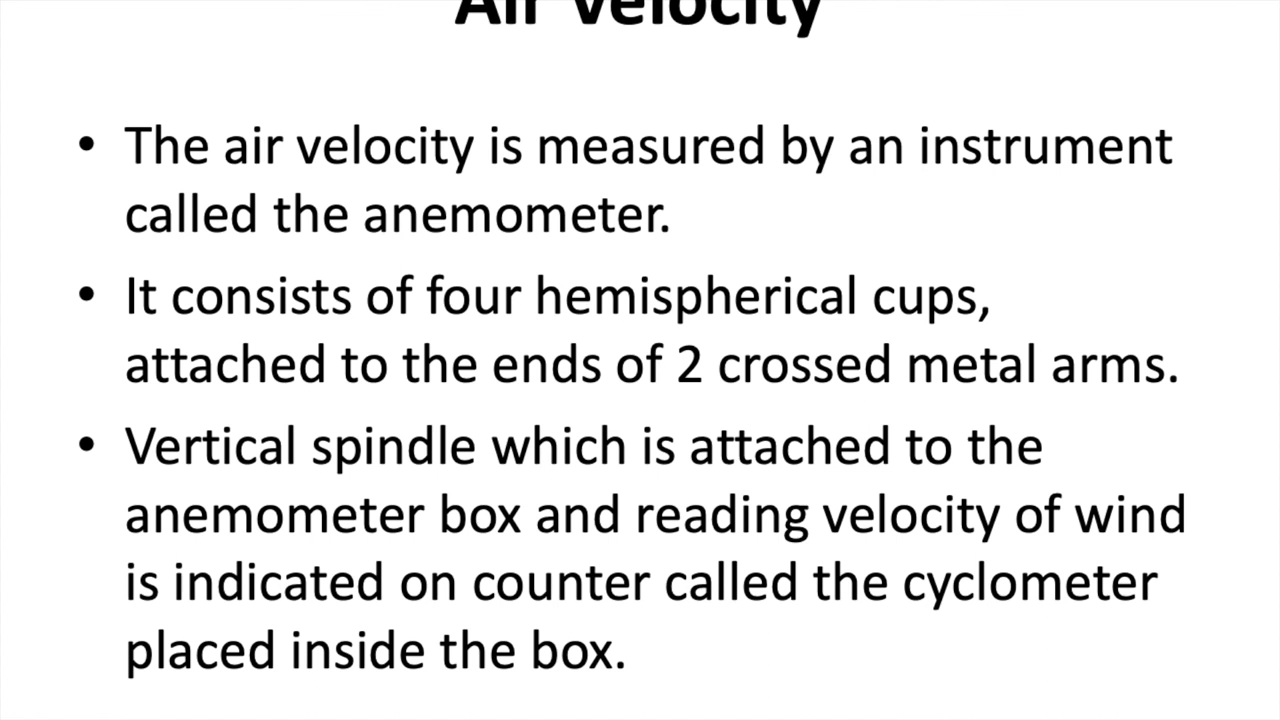 Air Velocity
• The air velocity is measured by an instrument
called the anemometer.
• It consists of four hemispherical cups,
attached to the ends of 2 crossed metal arms.
• Vertical spindle which is attached to the
anemometer box and reading velocity of wind
is indicated on counter called the cyclometer
placed inside the box.